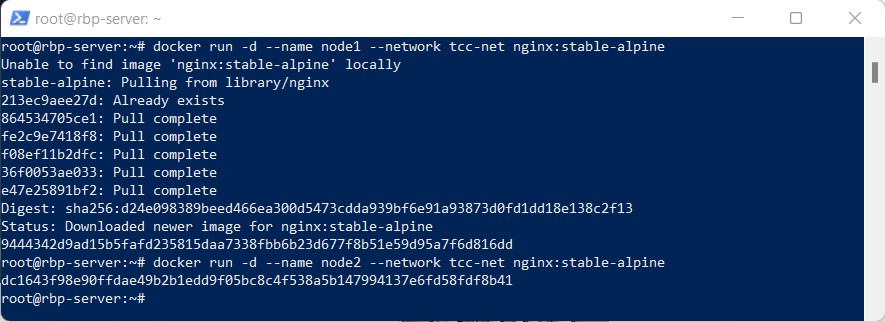 root@rbp-server: ~
root@rbp-server:~# docker run -d --name node1 --network tcc-net nginx:stable-alpine
Unable to find image 'nginx:stable-alpine' locally
stable-alpine: Pulling from library/nginx
213ec9aee27d: Already exists
864534705ce1: Pull complete
fe2c9e7418f8: Pull complete
f08ef11b2dfc: Pull complete
36f0053ae033: Pull complete
e47e25891bf2: Pull complete
Digest: sha256:d24e098389beed466ea300d5473cdda939bf6e91a93873d0fd1dd18e138c2f13
Status: Downloaded newer image for nginx:stable-alpine
9444342d9ad15b5fafd235815daa7338fbb6b23d677f8b51e59d95a7f6d816dd
root@rbp-server:~# docker run -d --name node2 --network tcc-net nginx:stable-alpine
dc1643f98e90ffdae49b2b1edd9f05bc8c4f538a5b147994137e6fd58fdf8b41
root@rbp-server:~#